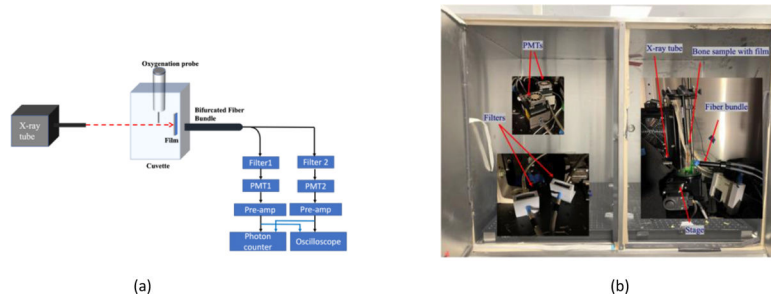 Oxygenation probe
X-ray
tube
Bifurcated Fiber
Bundle
Film
Cuvette
Filter1
Filter 2
PMT1
PMT2
Pre-amp
Pre-amp
Photon
counter
Oscilloscope
(a)
PMTs
Filters
X-ray tube
Bone sample with film
Fiber bundle
Stage
(b)